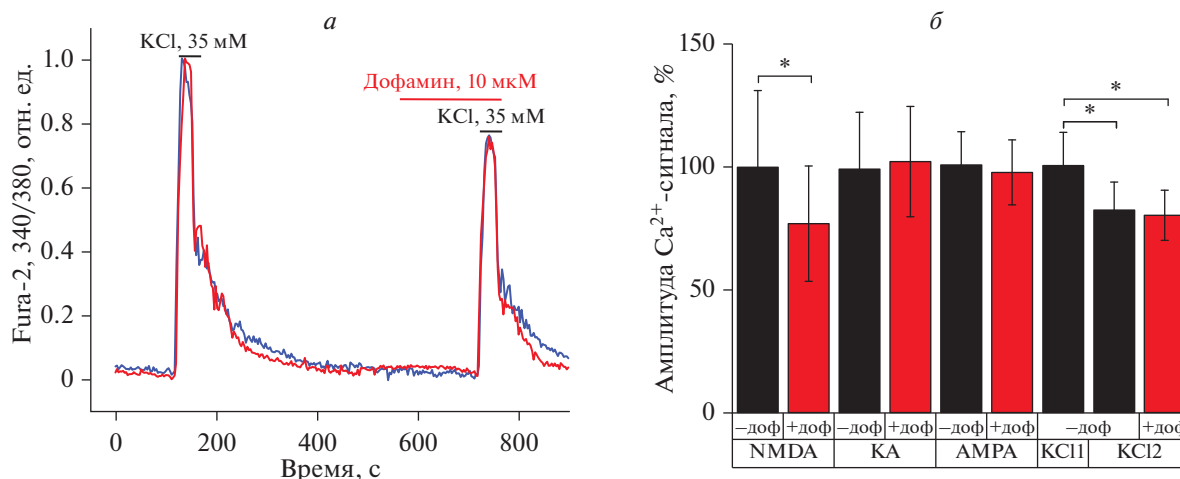 а
KCl, 35 мМ
Дофамин, 10 мкМ
KCl, 35 мМ
Fura-2, 340/380, отн. ед.
1.0
0.8
0.6
0.4
0.2
0
0
200
400
600
800
Время, с
б
Амплитуда Ca²⁺-сигнала, %
150
100
50
0
*
*
*
–доф +доф –доф +доф –доф +доф –доф +доф
NMDA KA AMPA KCl1 KCl2